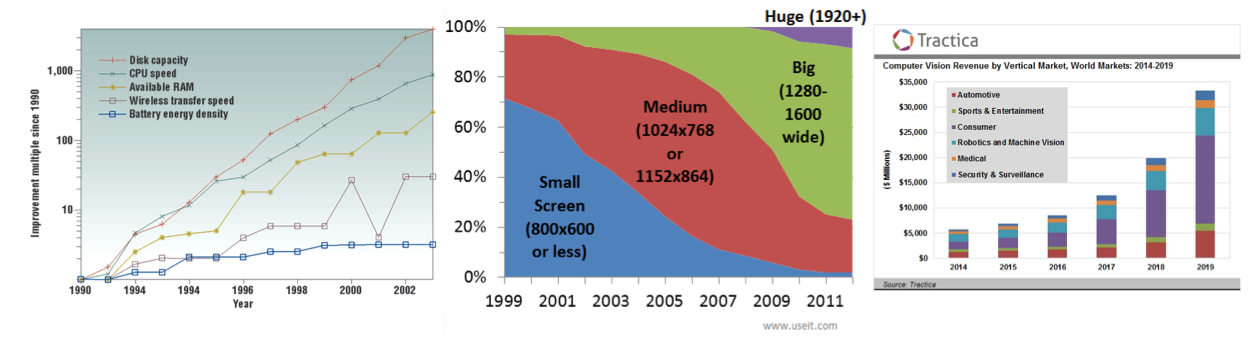 1,000
100
10
Disk capacity
CPU speed
Available RAM
Wireless transfer speed
Battery energy density
Improvement multiple since 1990
1990 1994 1994 1996 1998 2000 2002
Year
Huge (1920+)
100%
80%
60%
40%
20%
0%
Big
(1280-
1600
wide)
Medium
(1024x768
or
1152x864)
Small
Screen
(800x600
or less)
1999 2001 2003 2005 2007 2009 2011
www.useit.com
Tractica
Computer Vision Revenue by Vertical Market, World Markets: 2014-2019
$35,000
$30,000
$25,000
$20,000
$15,000
$10,000
$5,000
$0
($ Millions)
Automotive
Sports & Entertainment
Consumer
Robotics and Machine Vision
Medical
Security & Surveillance
2014 2015 2016 2017 2018 2019
Source: Tractica